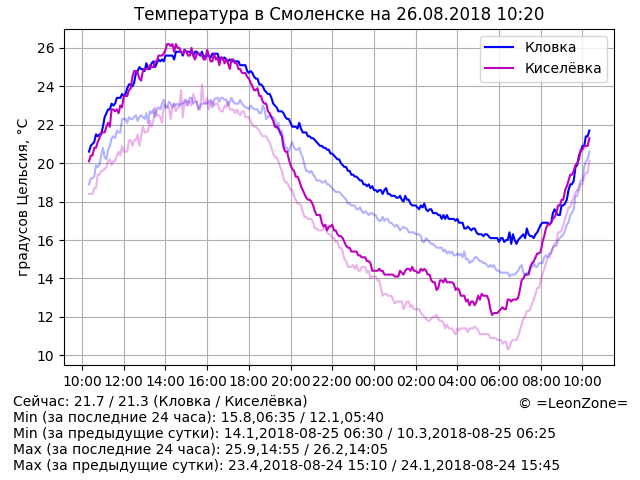 Температура в Смоленске на 26.08.2018 10:20
Кловка
Киселёвка
градусов Цельсия, °C
26
24
22
20
18
16
14
12
10
10:00 12:00 14:00 16:00 18:00 20:00 22:00 00:00 02:00 04:00 06:00 08:00 10:00
Сейчас: 21.7 / 21.3 (Кловка / Киселёвка)
© =LeonZone=
Min (за последние 24 часа): 15.8,06:35 / 12.1,05:40
Min (за предыдущие сутки): 14.1,2018-08-25 06:30 / 10.3,2018-08-25 06:25
Max (за последние 24 часа): 25.9,14:55 / 26.2,14:05
Max (за предыдущие сутки): 23.4,2018-08-24 15:10 / 24.1,2018-08-24 15:45